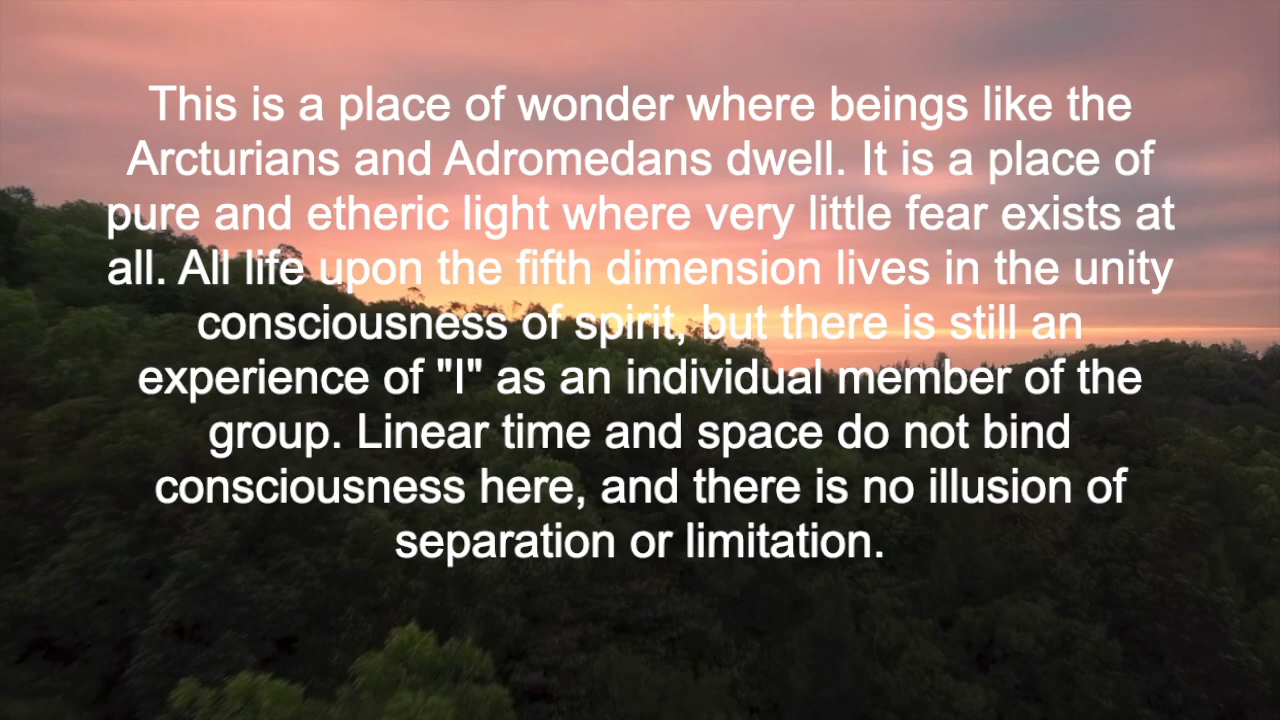 This is a place of wonder where beings like the
Arcturians and Adromedans dwell. It is a place of
pure and etheric light where very little fear exists at
all. All life upon the fifth dimension lives in the unity
consciousness of spirit, but there is still an
experience of "I" as an individual member of the
group. Linear time and space do not bind
consciousness here, and there is no illusion of
separation or limitation.